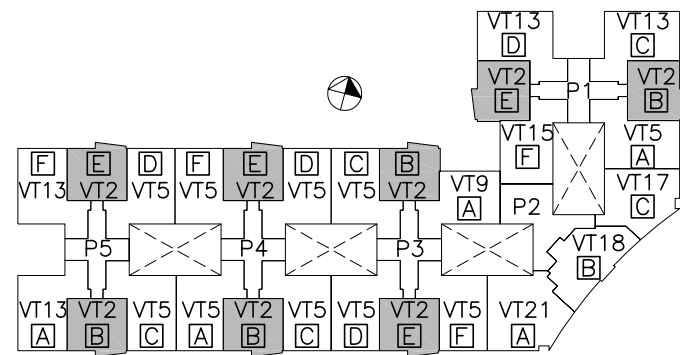 VT13 VT13
D C
VT2 P1 VT2
E B
VT15 VT5
F A
F E D F E D C B
VT13 VT2 VT5 VT5 VT2 VT5 VT5 VT2
VT9 VT17
A P2 C
VT18
B
P5 P4 P3
VT13 VT2 VT5 VT5 VT2 VT5 VT5 VT2 VT5 VT21
A B C A B C D E F A